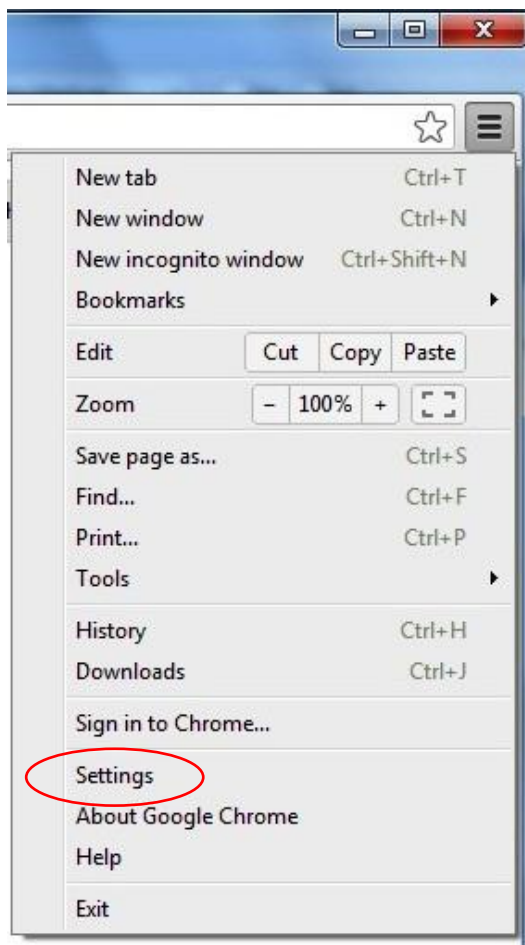 New tab Ctrl+T
New window Ctrl+N
New incognito window Ctrl+Shift+N
Bookmarks
Edit Cut Copy Paste
Zoom - 100% +
Save page as... Ctrl+S
Find... Ctrl+F
Print... Ctrl+P
Tools
History Ctrl+H
Downloads Ctrl+J
Sign in to Chrome...
Settings
About Google Chrome
Help
Exit